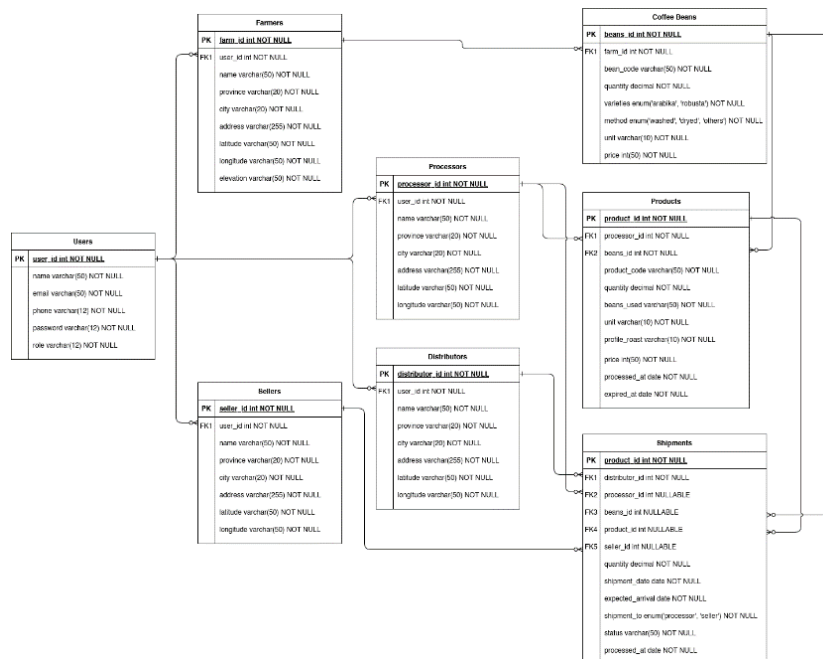 Farmers
PK farm_id int NOT NULL
FK1 user_id int NOT NULL
name varchar(50) NOT NULL
province varchar(20) NOT NULL
city varchar(20) NOT NULL
address varchar(255) NOT NULL
latitude varchar(50) NOT NULL
longitude varchar(50) NOT NULL
elevation varchar(50) NOT NULL
Coffee Beans
PK beans_id int NOT NULL
FK1 farm_id int NOT NULL
bean_code varchar(50) NOT NULL
quantity decimal NOT NULL
varieties enum('arabika', 'robusta') NOT NULL
method enum('washed', 'dryed', 'others') NOT NULL
unit varchar(10) NOT NULL
price int(50) NOT NULL
Processors
PK processor_id int NOT NULL
FK1 user_id int NOT NULL
name varchar(50) NOT NULL
province varchar(20) NOT NULL
city varchar(20) NOT NULL
address varchar(255) NOT NULL
latitude varchar(50) NOT NULL
longitude varchar(50) NOT NULL
Products
PK product_id int NOT NULL
FK1 processor_id int NOT NULL
FK2 beans_id int NOT NULL
product_code varchar(50) NOT NULL
quantity decimal NOT NULL
beans_used varchar(50) NOT NULL
unit varchar(10) NOT NULL
profile_roast varchar(10) NOT NULL
price int(50) NOT NULL
processed_at date NOT NULL
expired_at date NOT NULL
Users
PK user_id int NOT NULL
name varchar(50) NOT NULL
email varchar(50) NOT NULL
phone varchar(12) NOT NULL
password varchar(12) NOT NULL
role varchar(12) NOT NULL
Sellers
PK seller_id int NOT NULL
FK1 user_id int NOT NULL
name varchar(50) NOT NULL
province varchar(20) NOT NULL
city varchar(20) NOT NULL
address varchar(255) NOT NULL
latitude varchar(50) NOT NULL
longitude varchar(50) NOT NULL
Distributors
PK distributor_id int NOT NULL
FK1 user_id int NOT NULL
name varchar(50) NOT NULL
province varchar(20) NOT NULL
city varchar(20) NOT NULL
address varchar(255) NOT NULL
latitude varchar(50) NOT NULL
longitude varchar(50) NOT NULL
Shipments
PK product_id int NOT NULL
FK1 distributor_id int NOT NULL
FK2 processor_id int NULLABLE
FK3 beans_id int NULLABLE
FK4 product_id int NULLABLE
FK5 seller_id int NULLABLE
quantity decimal NOT NULL
shipment_date date NOT NULL
expected_arrival date NOT NULL
shipment_to enum('processor', 'seller') NOT NULL
status varchar(50) NOT NULL
processed_at date NOT NULL